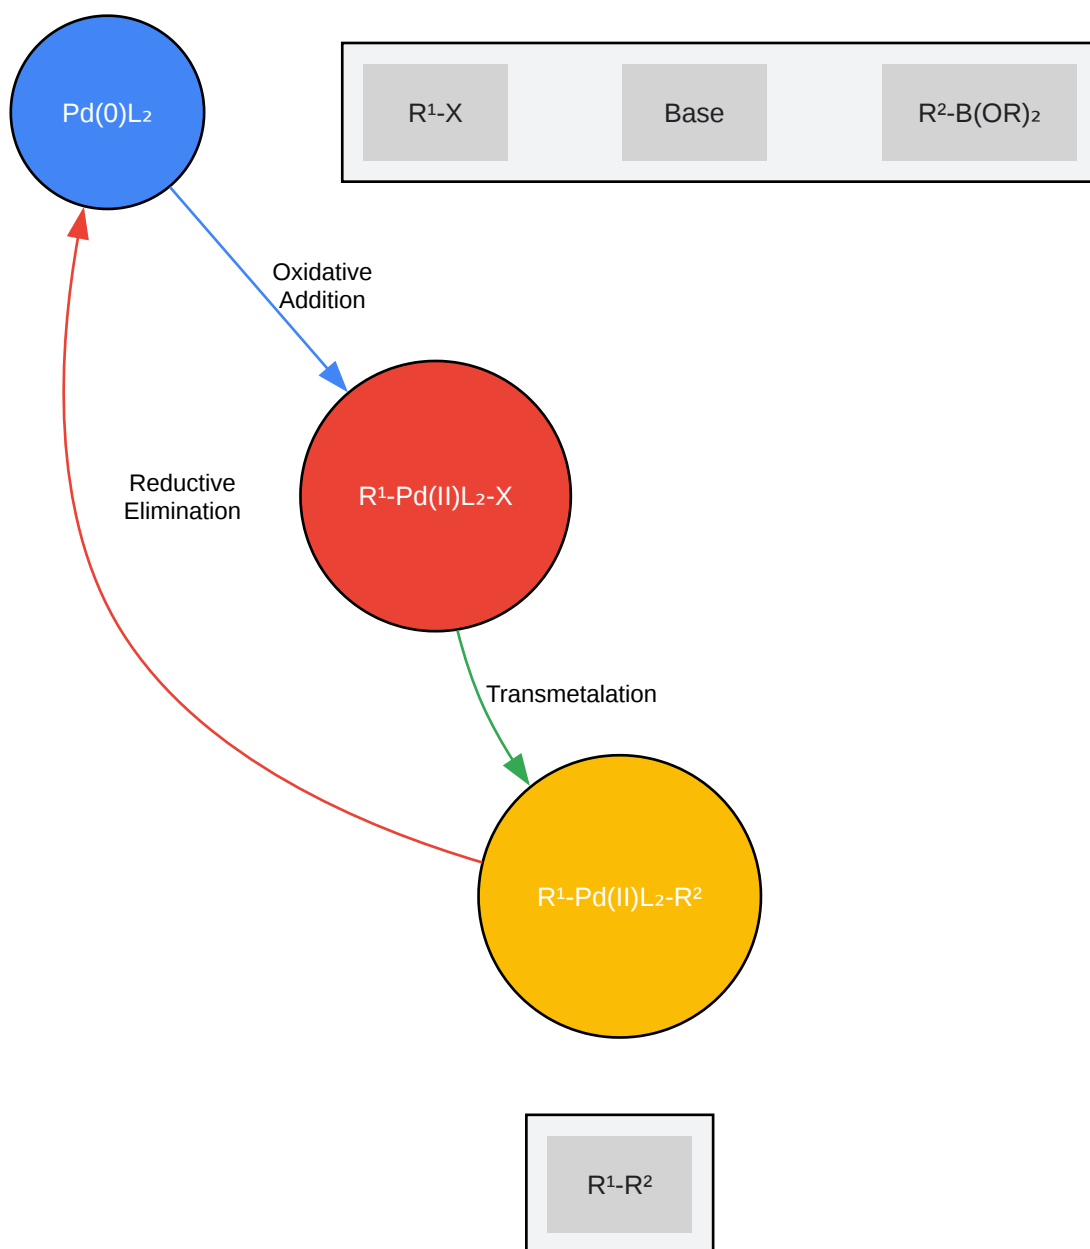 Pd(0)L₂
R¹-X
Base
R²-B(OR)₂
Oxidative
Addition
Reductive
Elimination
R¹-Pd(II)L₂-X
Transmetalation
R¹-Pd(II)L₂-R²
R¹-R²